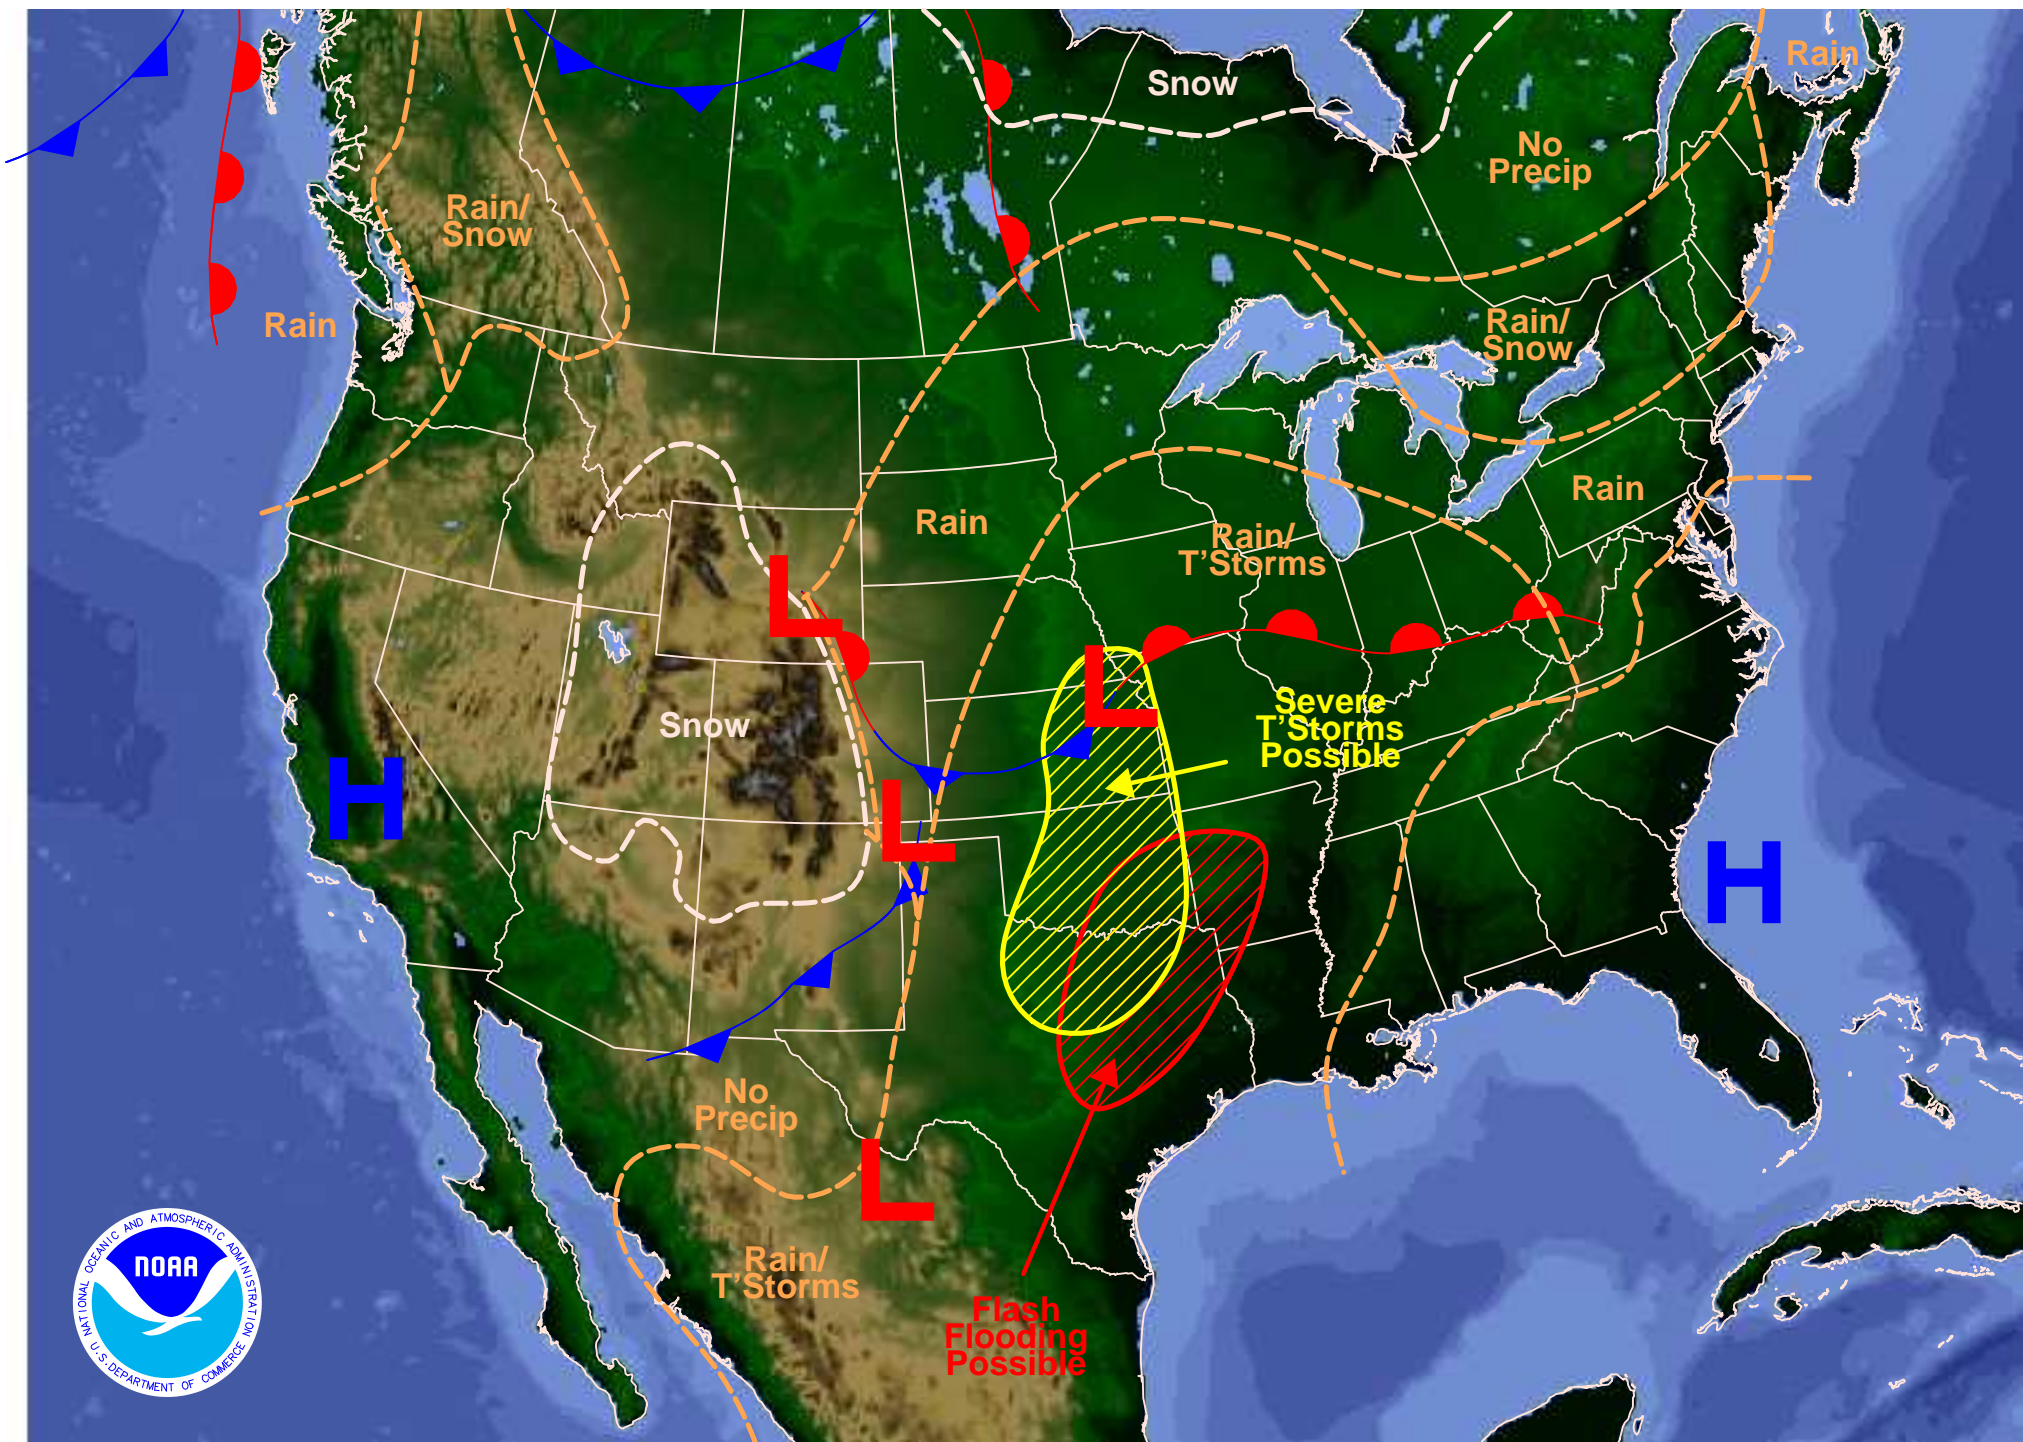 Rain
Snow
No
Precip
Rain/
Snow
Rain
Rain/
Snow
Rain
Rain
Rain/
T'Storms
Snow
Severe
T'Storms
Possible
L
L
L
L
H
H
No
Precip
Rain/
T'Storms
Flash
Flooding
Possible
NATIONAL OCEANIC AND ATMOSPHERIC ADMINISTRATION
NOAA
U.S. DEPARTMENT OF COMMERCE